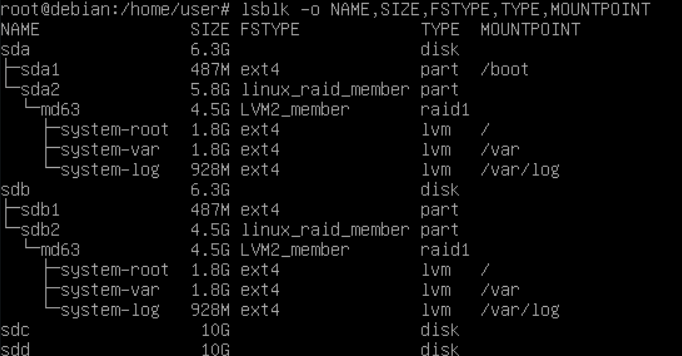 root@debian:/home/user# lsblk -o NAME,SIZE,FSTYPE,TYPE,MOUNTPOINT
NAME                SIZE FSTYPE            TYPE  MOUNTPOINT
sda                 6.3G                   disk
├─sda1              487M ext4              part  /boot
└─sda2              5.8G linux_raid_member part
  └─md63            4.5G LVM2_member       raid1
    ├─system-root   1.8G ext4              lvm   /
    ├─system-var    1.8G ext4              lvm   /var
    └─system-log    928M ext4              lvm   /var/log
sdb                 6.3G                   disk
├─sdb1              487M ext4              part
└─sdb2              4.5G linux_raid_member part
  └─md63            4.5G LVM2_member       raid1
    ├─system-root   1.8G ext4              lvm   /
    ├─system-var    1.8G ext4              lvm   /var
    └─system-log    928M ext4              lvm   /var/log
sdc                  10G                   disk
sdd                  10G                   disk